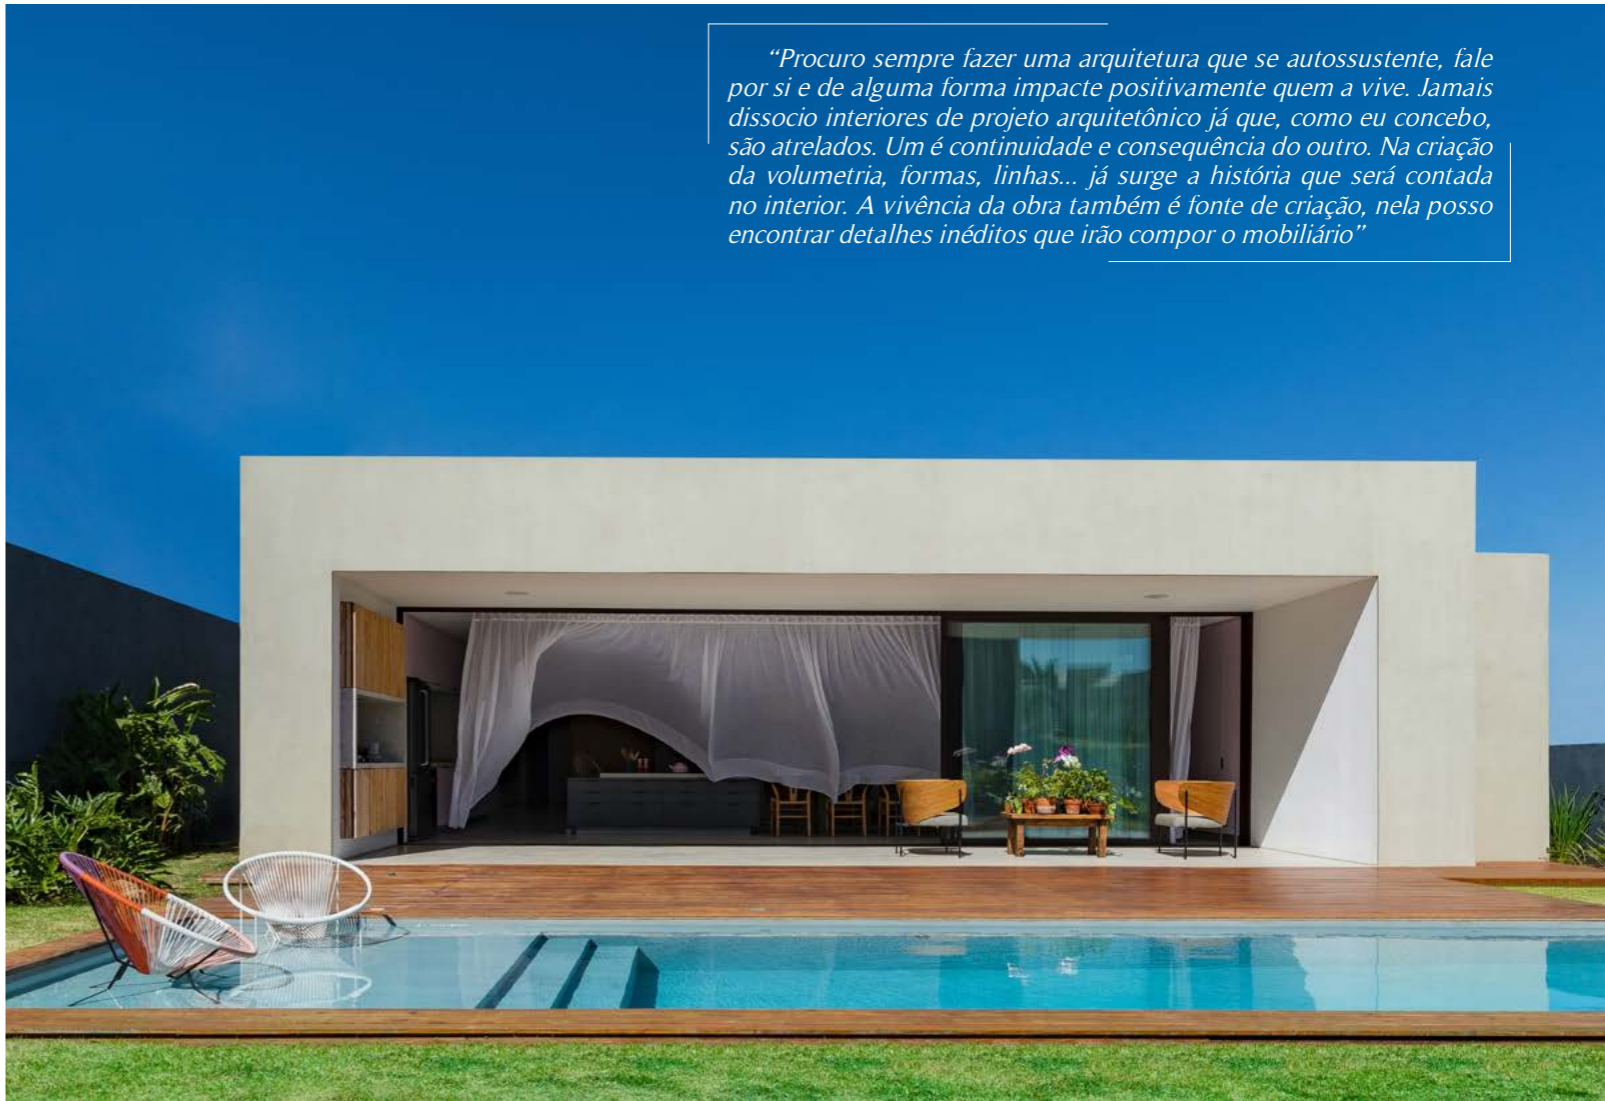 “Procuro sempre fazer uma arquitetura que se autossustente, fale
por si e de alguma forma impacte positivamente quem a vive. Jamais
dissocio interiores de projeto arquitetônico já que, como eu concebo,
são atrelados. Um é continuidade e consequência do outro. Na criação
da volumetria, formas, linhas... já surge a história que será contada
no interior. A vivência da obra também é fonte de criação, nela posso
encontrar detalhes inéditos que irão compor o mobiliário”